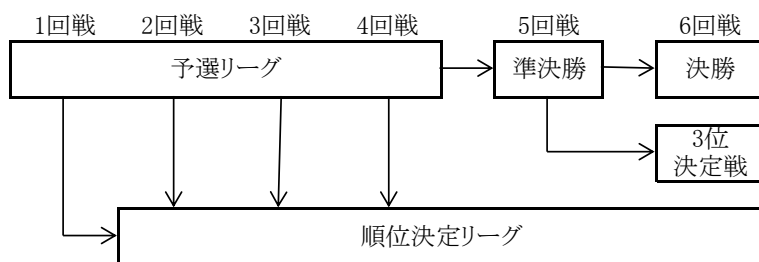 1回戦 2回戦 3回戦 4回戦 5回戦 6回戦
予選リーグ 準決勝 決勝
3位
決定戦
順位決定リーグ